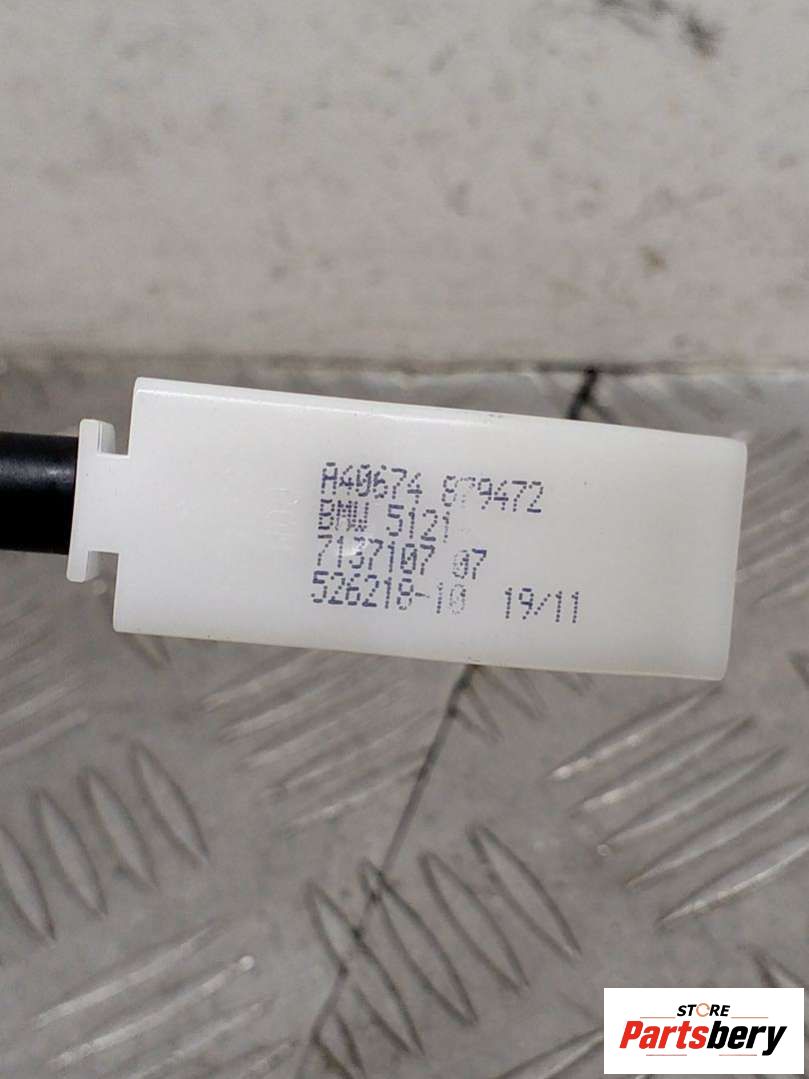 A40674 879472
BMW 5121
7137107 07
526218-10 19/11
STORE
Partsbery